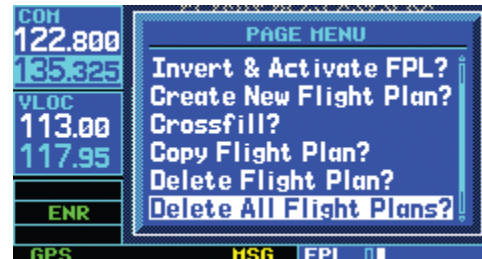 COM
122.800
135.325
VLOC
113.00
117.95
ENR
GPS
PAGE MENU
Invert & Activate FPL?
Create New Flight Plan?
Crossfill?
Copy Flight Plan?
Delete Flight Plan?
Delete All Flight Plans?
MSG
FPL